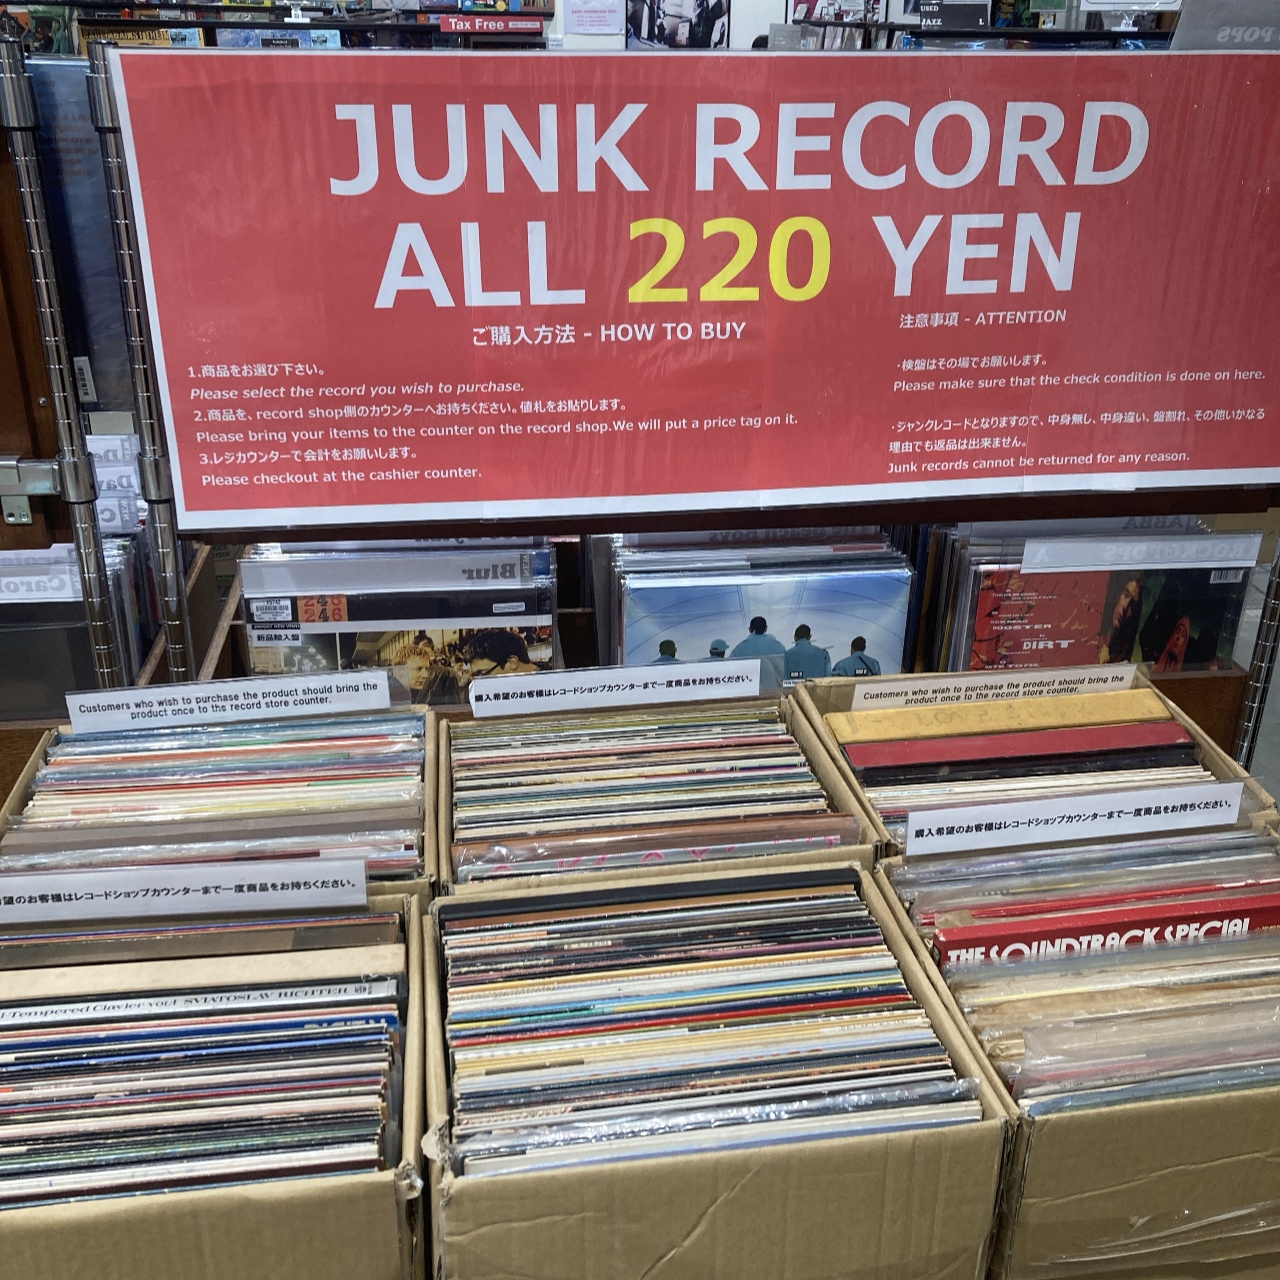 Tax Free
USED
JAZZ L
JUNK RECORD
ALL 220 YEN
ご購入方法 - HOW TO BUY
1.商品をお選び下さい。
Please select the record you wish to purchase.
2.商品を、record shop側のカウンターへお持ちください。値札をお貼りします。
Please bring your items to the counter on the record shop.We will put a price tag on it.
3.レジカウンターで会計をお願いします。
Please checkout at the cashier counter.
注意事項 - ATTENTION
・検盤はその場でお願いします。
Please make sure that the check condition is done on here.
・ジャンクレコードとなりますので、中身無し、中身違い、盤割れ、その他いかなる
理由でも返品は出来ません。
Junk records cannot be returned for any reason.
Blur
新品輸入盤
ROOSTER
DIRT
Customers who wish to purchase the product should bring the
product once to the record store counter.
購入希望のお客様はレコードショップカウンターまで一度商品をお持ちください。
Customers who wish to purchase the product should bring the
product once to the record store counter.
購入希望のお客様はレコードショップカウンターまで一度商品をお持ちください。
望のお客様はレコードショップカウンターまで一度商品をお持ちください。
THE SOUNDTRACK SPECIAL
Tempered Clavier vol.1 SVIATOSLAV RICHTER